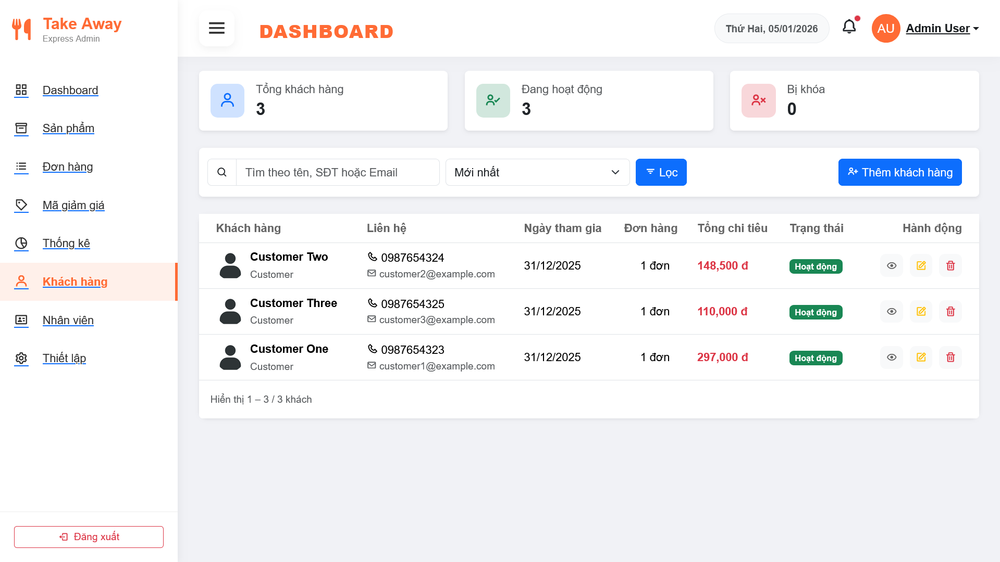 Take Away
Express Admin
Dashboard
Sản phẩm
Đơn hàng
Mã giảm giá
Thống kê
Khách hàng
Nhân viên
Thiết lập
Đăng xuất
DASHBOARD
Thứ Hai, 05/01/2026
AU
Admin User
Tổng khách hàng
3
Đang hoạt động
3
Bị khóa
0
Tìm theo tên, SĐT hoặc Email
Mới nhất
Lọc
Thêm khách hàng
Khách hàng Liên hệ Ngày tham gia Đơn hàng Tổng chi tiêu Trạng thái Hành động
Customer Two
Customer
0987654324
customer2@example.com
31/12/2025
1 đơn
148,500 đ
Hoạt động
Customer Three
Customer
0987654325
customer3@example.com
31/12/2025
1 đơn
110,000 đ
Hoạt động
Customer One
Customer
0987654323
customer1@example.com
31/12/2025
1 đơn
297,000 đ
Hoạt động
Hiển thị 1 – 3 / 3 khách